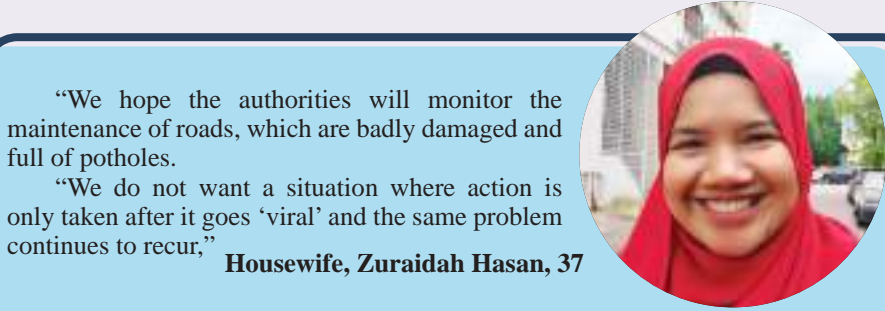 “We hope the authorities will monitor the
maintenance of roads, which are badly damaged and
full of potholes.
“We do not want a situation where action is
only taken after it goes ‘viral’ and the same problem
continues to recur,”
Housewife, Zuraidah Hasan, 37